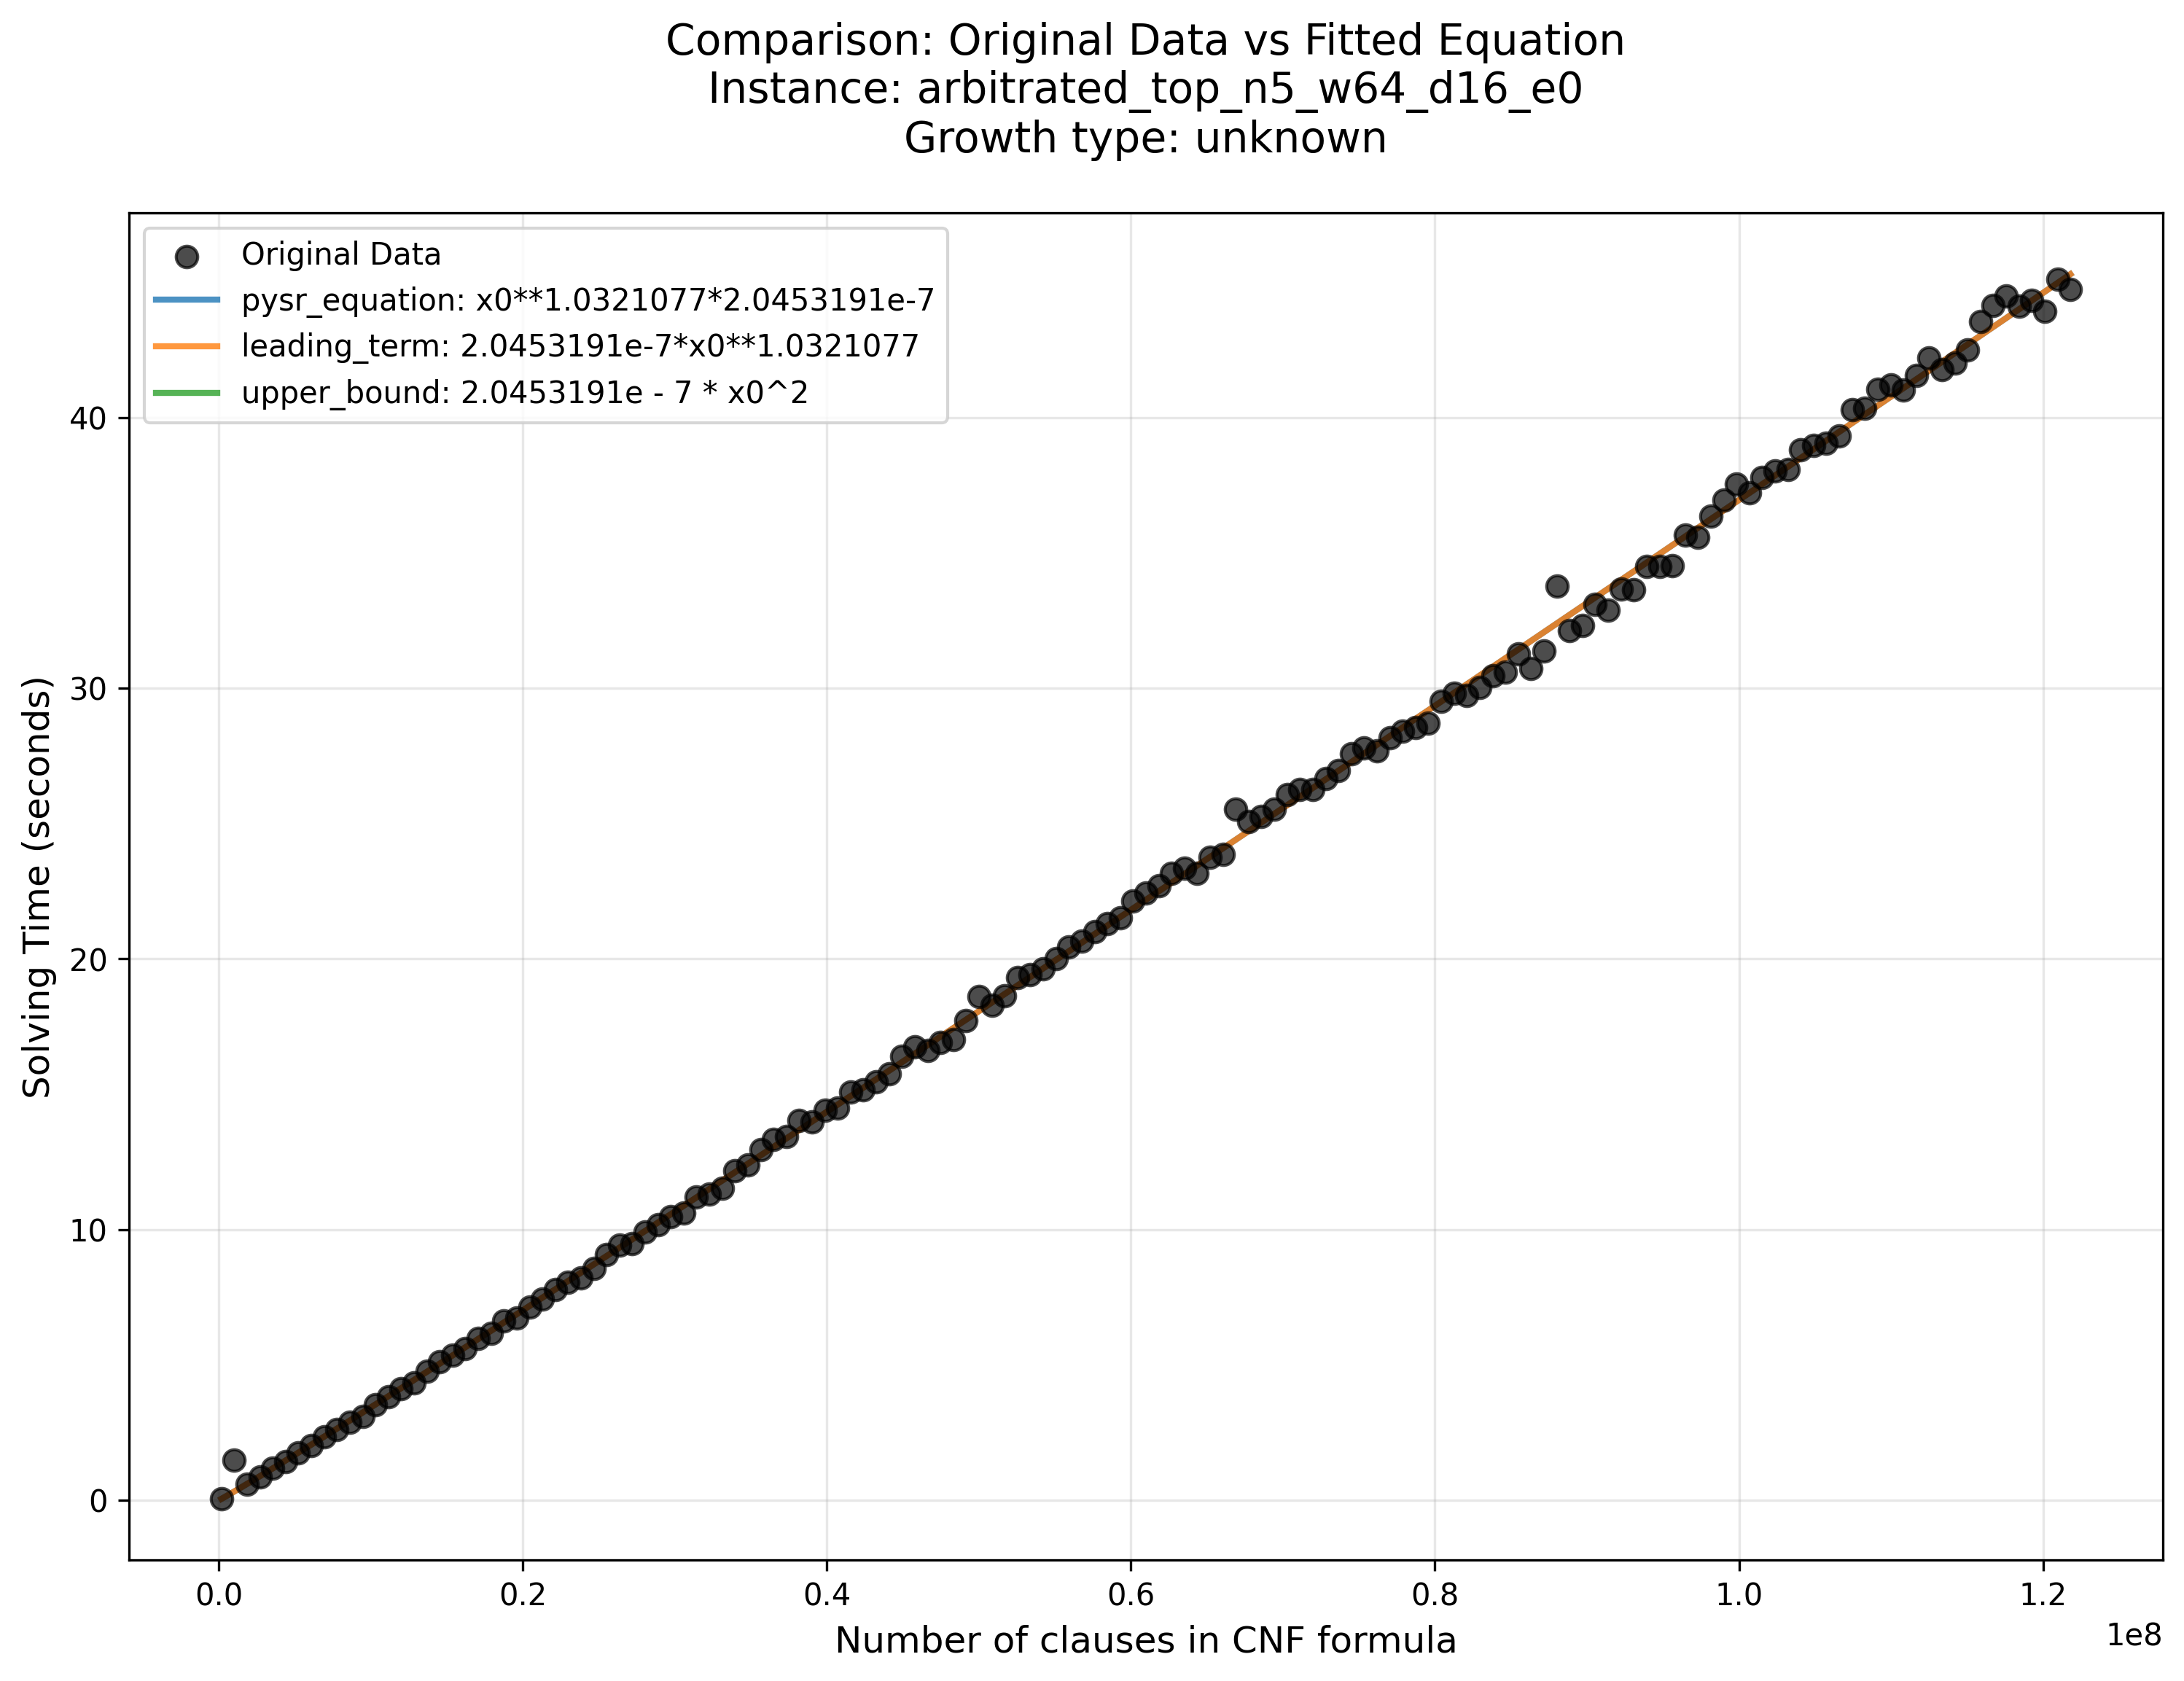 Comparison: Original Data vs Fitted Equation
Instance: arbitrated_top_n5_w64_d16_e0
Growth type: unknown
Original Data
pysr_equation: x0**1.0321077*2.0453191e-7
leading_term: 2.0453191e-7*x0**1.0321077
upper_bound: 2.0453191e - 7 * x0^2
Solving Time (seconds)
40
30
20
10
0
0.0 0.2 0.4 0.6 0.8 1.0 1.2
1e8
Number of clauses in CNF formula